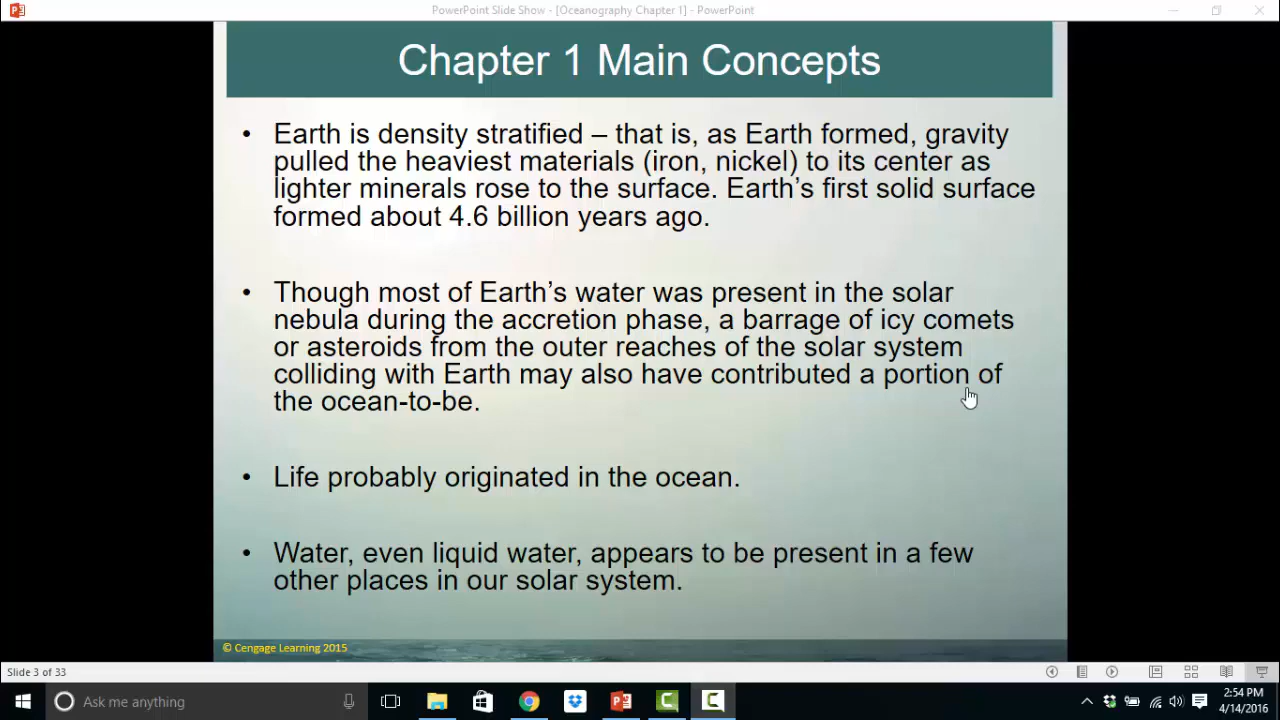 PowerPoint Slide Show - [Oceanography Chapter 1] - PowerPoint
Chapter 1 Main Concepts
• Earth is density stratified – that is, as Earth formed, gravity
pulled the heaviest materials (iron, nickel) to its center as
lighter minerals rose to the surface. Earth's first solid surface
formed about 4.6 billion years ago.
• Though most of Earth's water was present in the solar
nebula during the accretion phase, a barrage of icy comets
or asteroids from the outer reaches of the solar system
colliding with Earth may also have contributed a portion of
the ocean-to-be.
• Life probably originated in the ocean.
• Water, even liquid water, appears to be present in a few
other places in our solar system.
© Cengage Learning 2015
Slide 3 of 33
Ask me anything
2:54 PM
4/14/2016